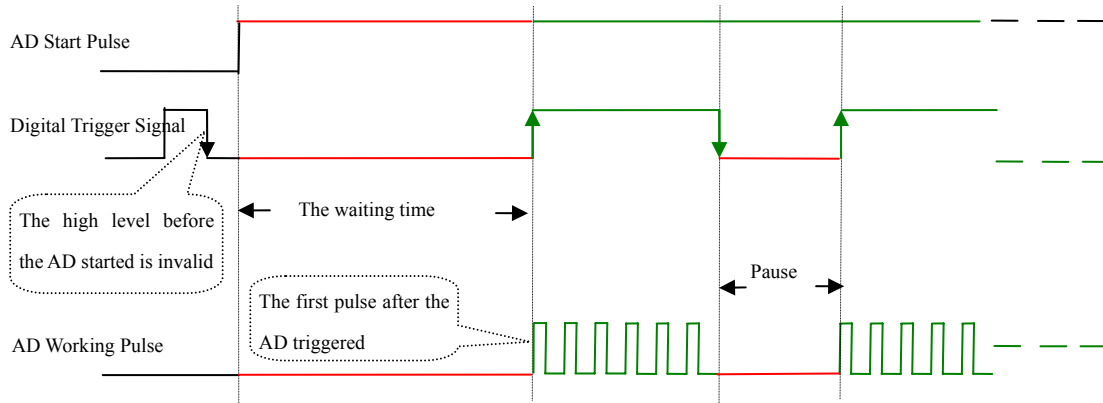 AD Start Pulse
Digital Trigger Signal
The high level before
the AD started is invalid
The waiting time
Pause
The first pulse after the
AD triggered
AD Working Pulse